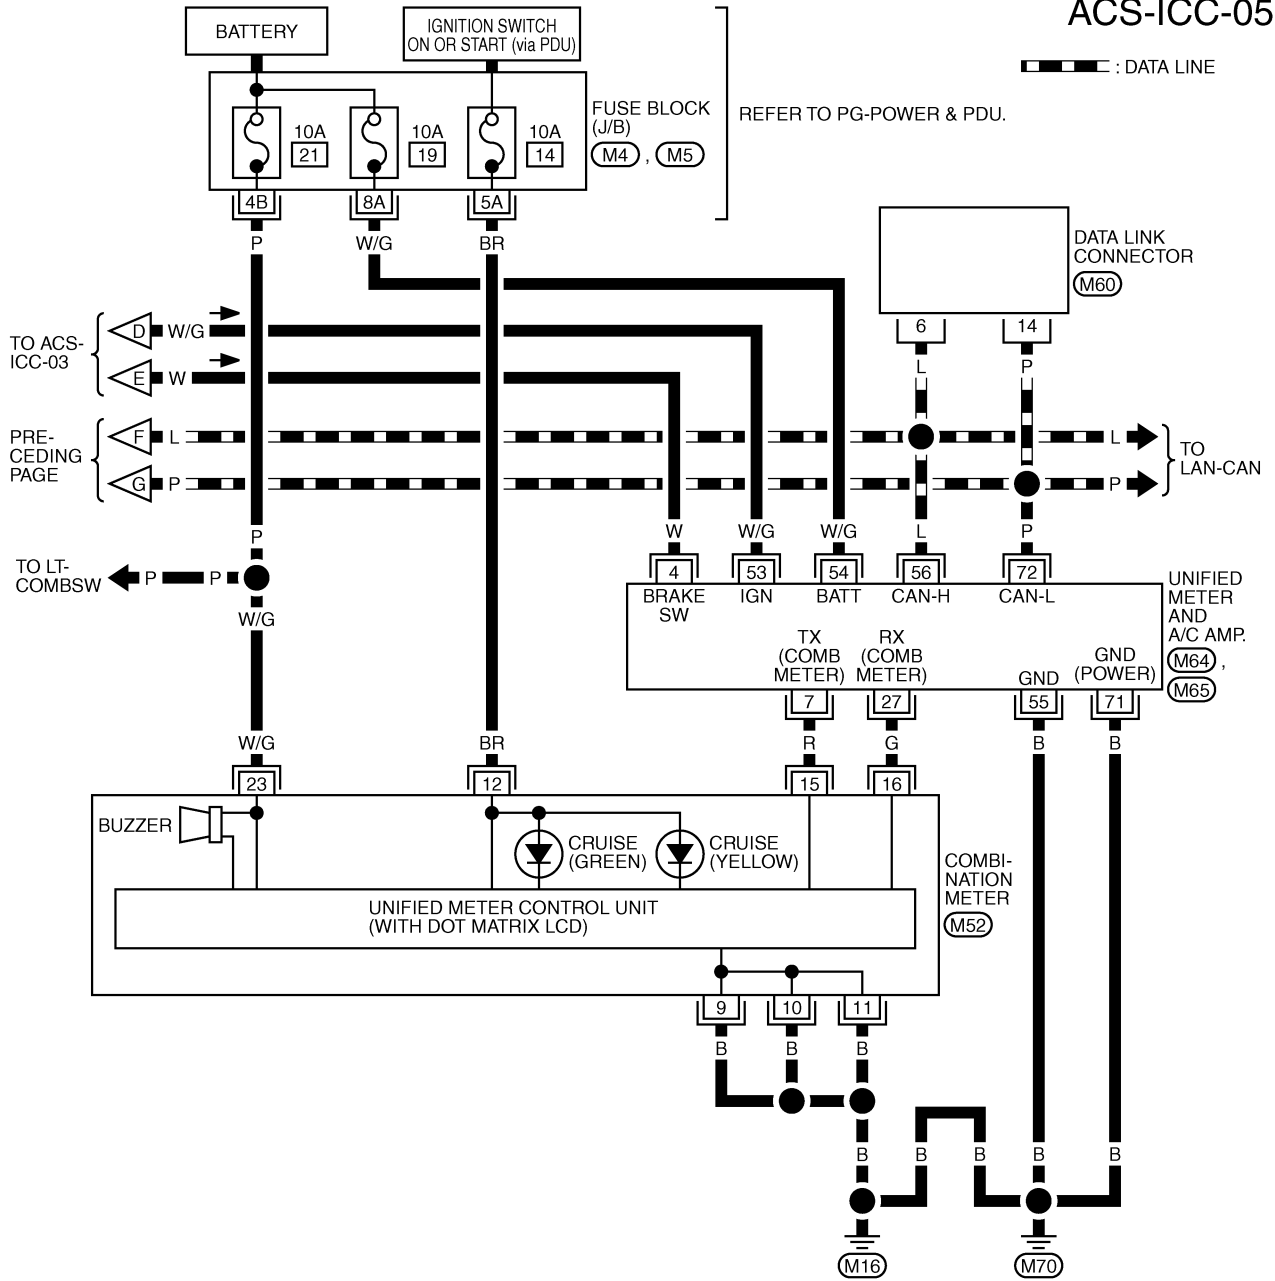 ACS-ICC-05
BATTERY
IGNITION SWITCH
ON OR START (via PDU)
: DATA LINE
10A
21
10A
19
10A
14
FUSE BLOCK
(J/B)
M4 , M5
REFER TO PG-POWER & PDU.
4B
8A
5A
P
W/G
BR
DATA LINK
CONNECTOR
M60
6
14
L
P
TO ACS-
ICC-03
D
W/G
E
W
PRE-
CEDING
PAGE
F
L
G
P
L
P
TO
LAN-CAN
P
W
W/G
W/G
L
P
TO LT-
COMBSW
P
P
W/G
4
53
54
56
72
BRAKE
SW
IGN
BATT
CAN-H
CAN-L
UNIFIED
METER
AND
A/C AMP.
M64 ,
M65
TX
(COMB
METER)
RX
(COMB
METER)
GND
GND
(POWER)
7
27
55
71
W/G
BR
R
G
B
B
23
12
15
16
BUZZER
CRUISE
(GREEN)
CRUISE
(YELLOW)
COMBI-
NATION
METER
M52
UNIFIED METER CONTROL UNIT
(WITH DOT MATRIX LCD)
9
10
11
B
B
B
B
B
B
B
B
M16
M70